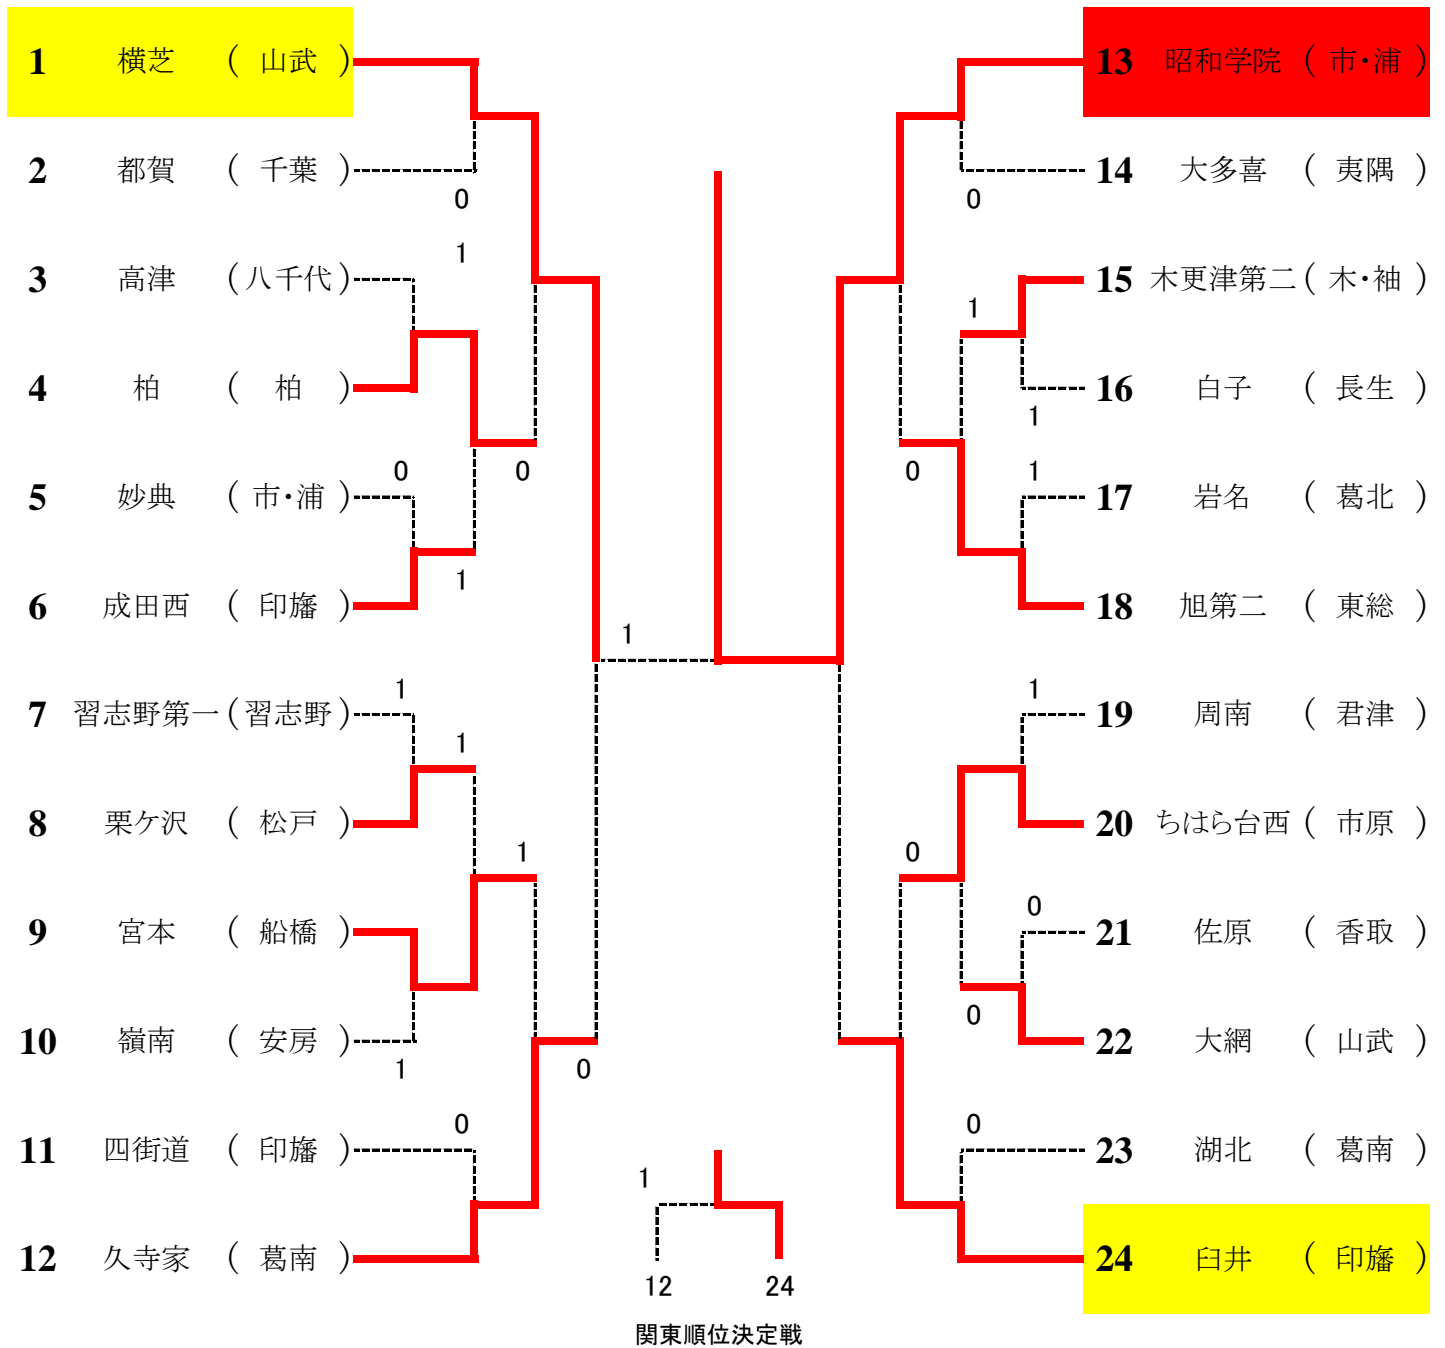 1 横芝 ( 山武 )
2 都賀 ( 千葉 )
0
1
3 高津 ( 八千代 )
4 柏 ( 柏 )
0
0
5 妙典 ( 市・浦 )
1
6 成田西 ( 印旛 )
1
1
7 習志野第一 ( 習志野 )
1
8 栗ケ沢 ( 松戸 )
1
9 宮本 ( 船橋 )
10 嶺南 ( 安房 )
1
0
0
11 四街道 ( 印旛 )
12 久寺家 ( 葛南 )
13 昭和学院 ( 市・浦 )
14 大多喜 ( 夷隅 )
0
15 木更津第二 ( 木・袖 )
1
16 白子 ( 長生 )
1
0
1
17 岩名 ( 葛北 )
18 旭第二 ( 東総 )
1
19 周南 ( 君津 )
20 ちはら台西 ( 市原 )
0
0
21 佐原 ( 香取 )
0
22 大網 ( 山武 )
0
23 湖北 ( 葛南 )
24 臼井 ( 印旛 )
1
12 24
関東順位決定戦